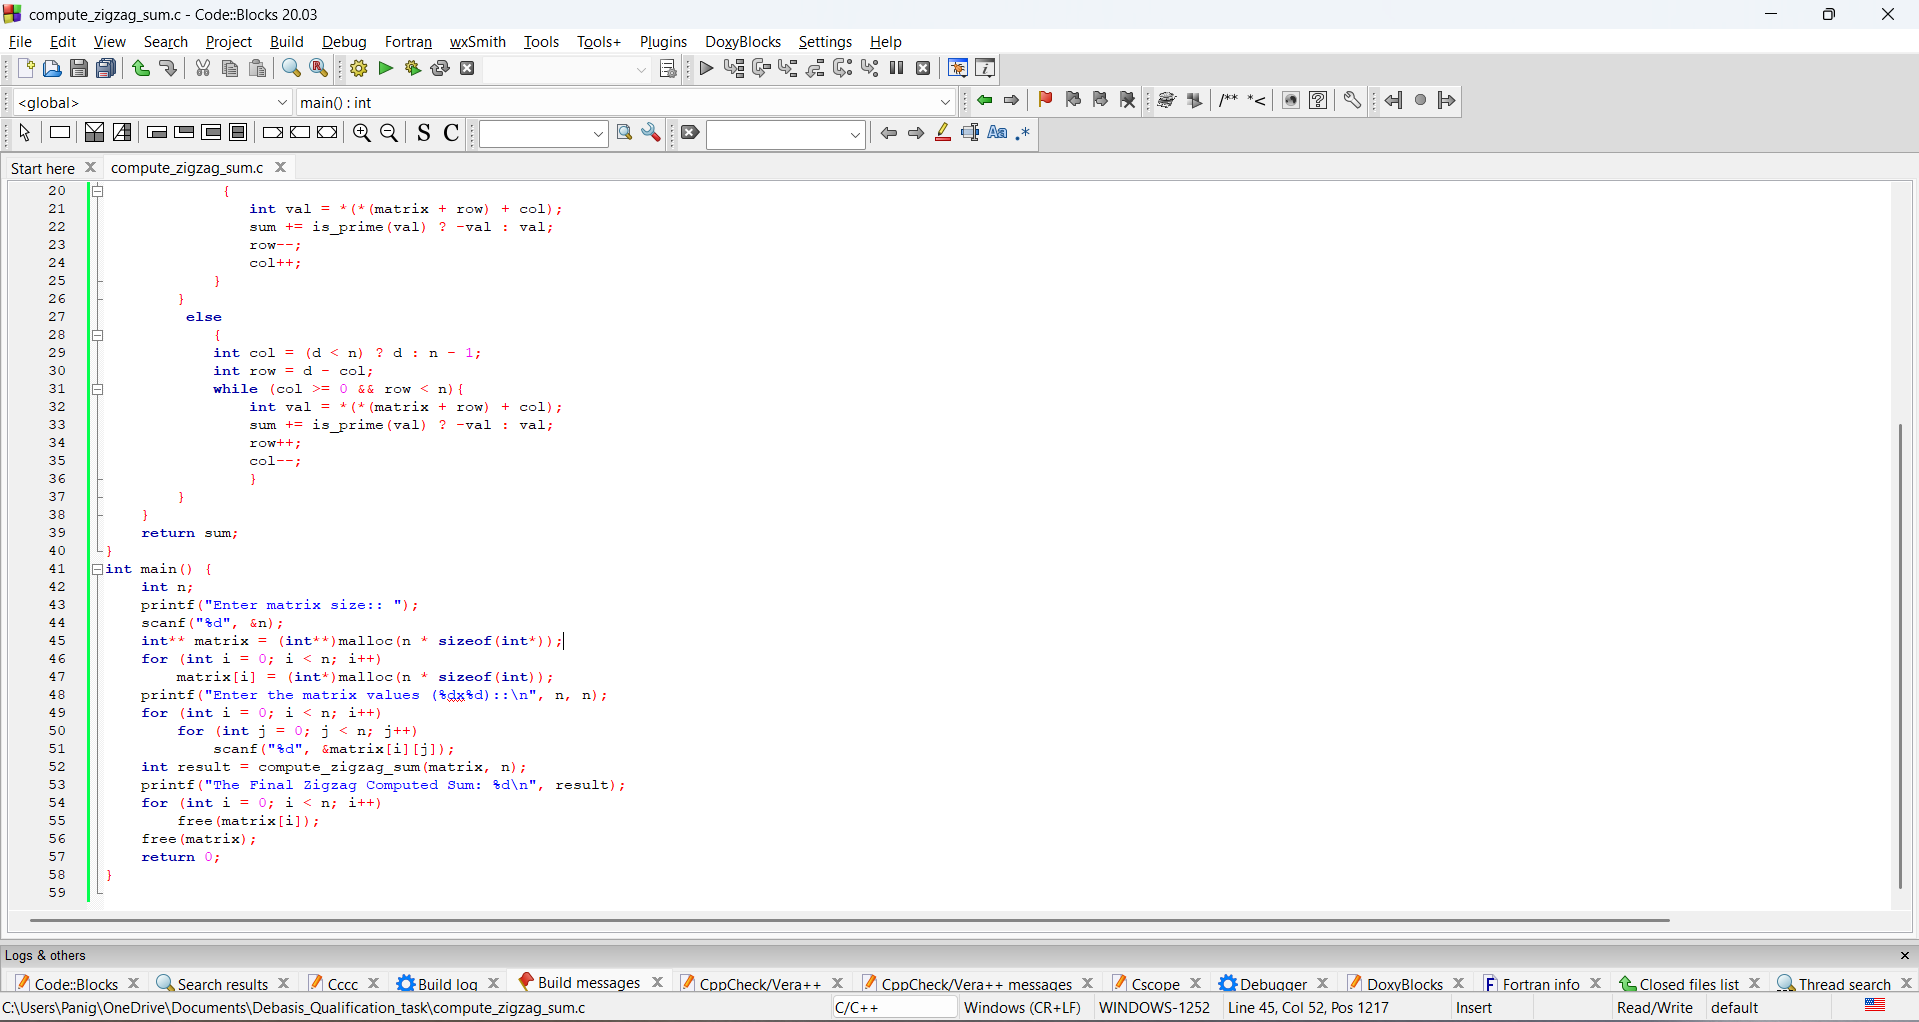 compute_zigzag_sum.c - Code::Blocks 20.03
File Edit View Search Project Build Debug Fortran wxSmith Tools Tools+ Plugins DoxyBlocks Settings Help
<global> main() : int
/** *<
S C Aa .*
Start here compute_zigzag_sum.c
20 {
21 int val = *(*(matrix + row) + col);
22 sum += is_prime(val) ? -val : val;
23 row--;
24 col++;
25 }
26 }
27 else
28 {
29 int col = (d < n) ? d : n - 1;
30 int row = d - col;
31 while (col >= 0 && row < n){
32 int val = *(*(matrix + row) + col);
33 sum += is_prime(val) ? -val : val;
34 row++;
35 col--;
36 }
37 }
38 }
39 return sum;
40 }
41 int main() {
42 int n;
43 printf("Enter matrix size:: ");
44 scanf("%d", &n);
45 int** matrix = (int**)malloc(n * sizeof(int*));
46 for (int i = 0; i < n; i++)
47 matrix[i] = (int*)malloc(n * sizeof(int));
48 printf("Enter the matrix values (%dx%d)::\n", n, n);
49 for (int i = 0; i < n; i++)
50 for (int j = 0; j < n; j++)
51 scanf("%d", &matrix[i][j]);
52 int result = compute_zigzag_sum(matrix, n);
53 printf("The Final Zigzag Computed Sum: %d\n", result);
54 for (int i = 0; i < n; i++)
55 free(matrix[i]);
56 free(matrix);
57 return 0;
58 }
59
Logs & others
Code::Blocks Search results Cccc Build log Build messages CppCheck/Vera++ CppCheck/Vera++ messages Cscope Debugger DoxyBlocks Fortran info Closed files list Thread search
C:\Users\Panig\OneDrive\Documents\Debasis_Qualification_task\compute_zigzag_sum.c C/C++ Windows (CR+LF) WINDOWS-1252 Line 45, Col 52, Pos 1217 Insert Read/Write default